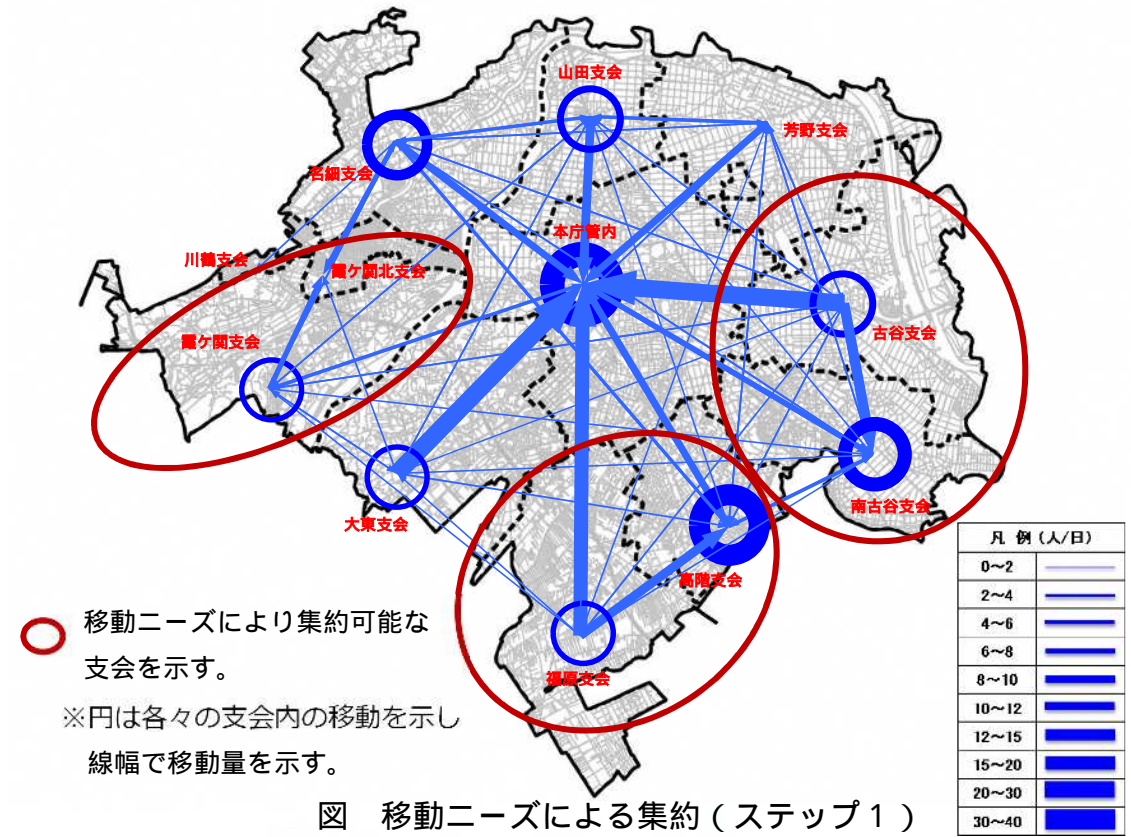 山田支会
芳野支会
名細支会
本庁管内
川鶴支会
霞ケ関北支会
古谷支会
霞ケ関支会
南古谷支会
大東支会
高階支会
福原支会
移動ニーズにより集約可能な
支会を示す。
※円は各々の支会内の移動を示し
線幅で移動量を示す。
凡 例 (人/日)
0～2
2～4
4～6
6～8
8～10
10～12
12～15
15～20
20～30
30～40
図　移動ニーズによる集約（ステップ１）